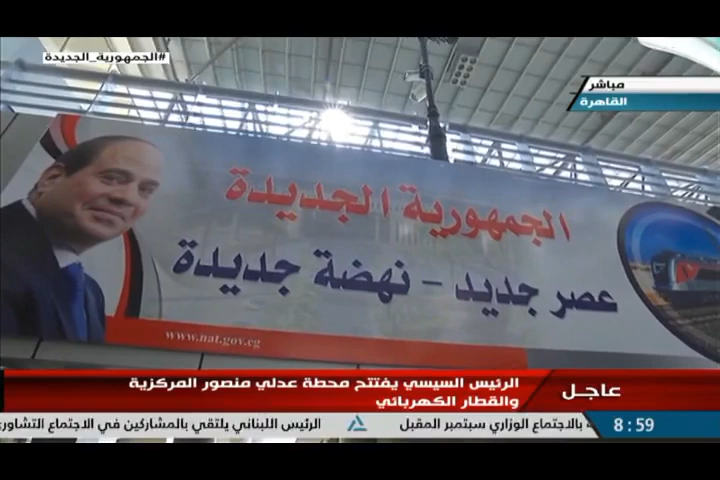 #الجمهورية_الجديدة
مباشر
القاهرة
الجمهورية الجديدة
عصر جديد - نهضة جديدة
www.nat.gov.eg
عاجل
الرئيس السيسي يفتتح محطة عدلي منصور المركزية
والقطار الكهربائي
8:59
به بالاجتماع الوزاري سبتمبر المقبل
الرئيس اللبناني يلتقي بالمشاركين في الاجتماع التشاوري